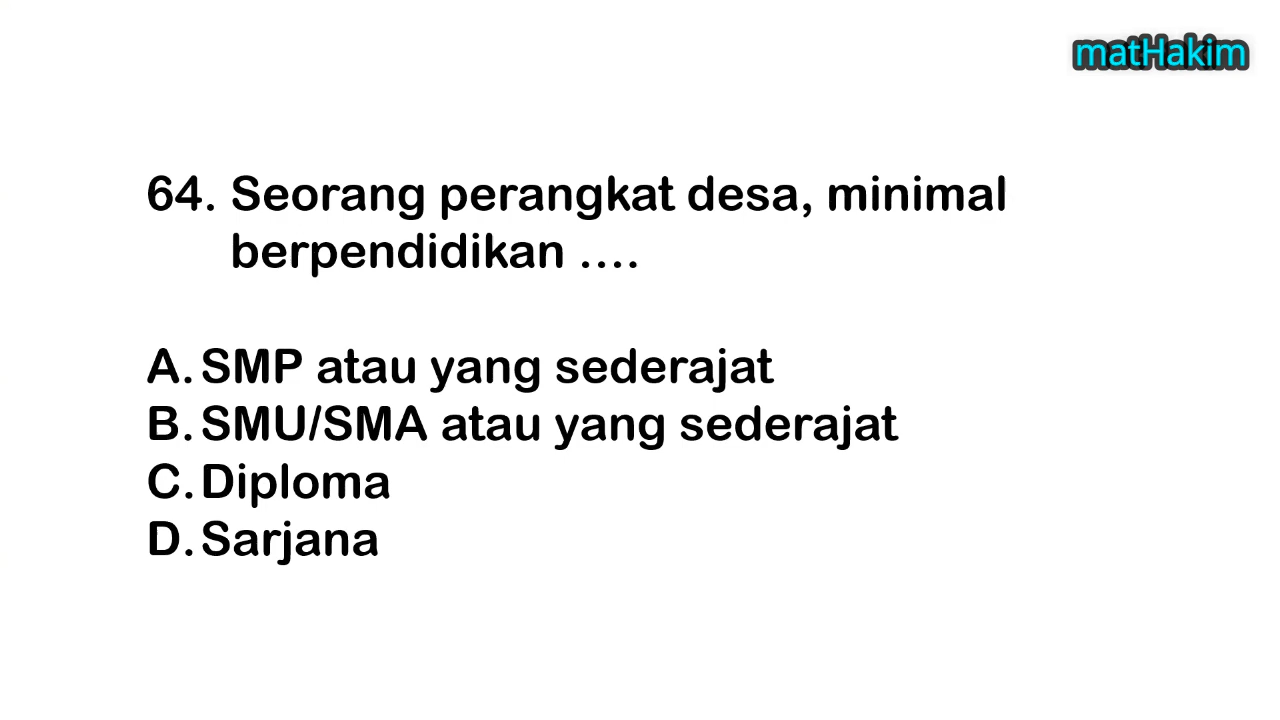 matHakim
64. Seorang perangkat desa, minimal
berpendidikan ....
A. SMP atau yang sederajat
B. SMU/SMA atau yang sederajat
C. Diploma
D. Sarjana